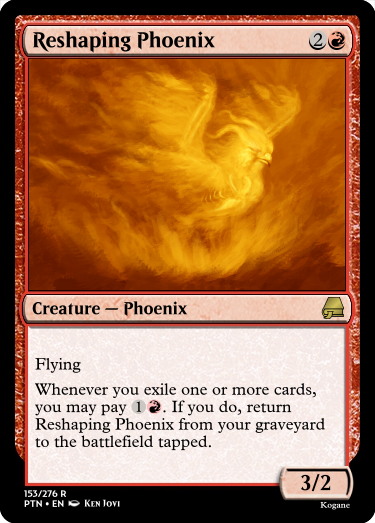 Reshaping Phoenix 2
Creature — Phoenix
Flying
Whenever you exile one or more cards,
you may pay 1. If you do, return
Reshaping Phoenix from your graveyard
to the battlefield tapped.
3/2
153/276 R
PTN • EN Ken Jovi
Kogane